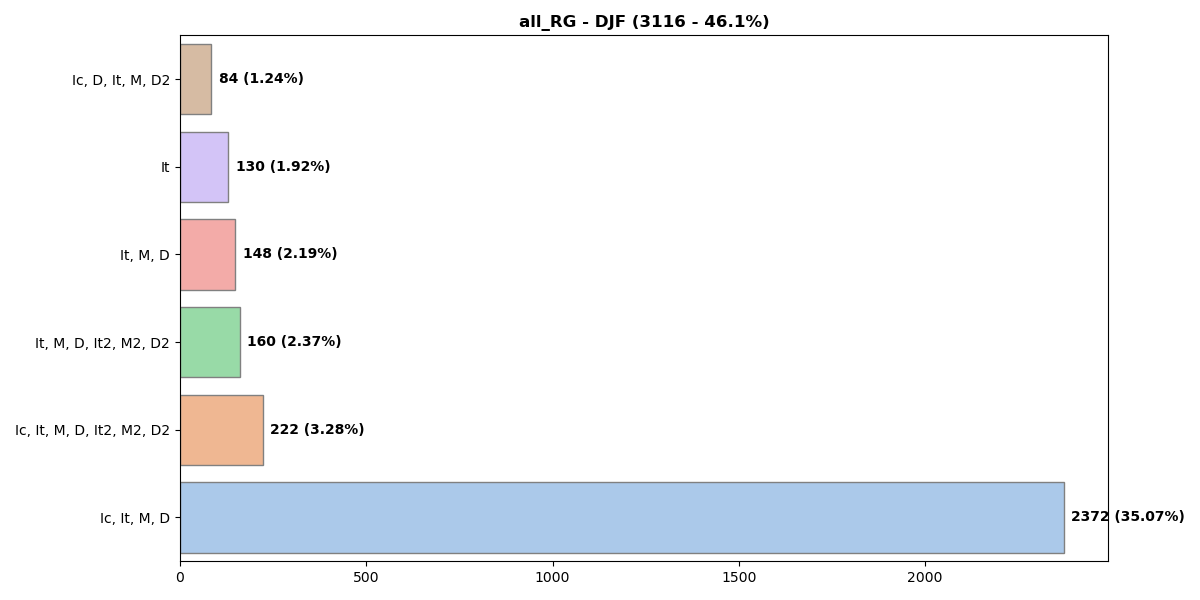 all_RG - DJF (3116 - 46.1%)
Ic, D, It, M, D2
84 (1.24%)
It
130 (1.92%)
It, M, D
148 (2.19%)
It, M, D, It2, M2, D2
160 (2.37%)
Ic, It, M, D, It2, M2, D2
222 (3.28%)
Ic, It, M, D
2372 (35.07%)
0
500
1000
1500
2000